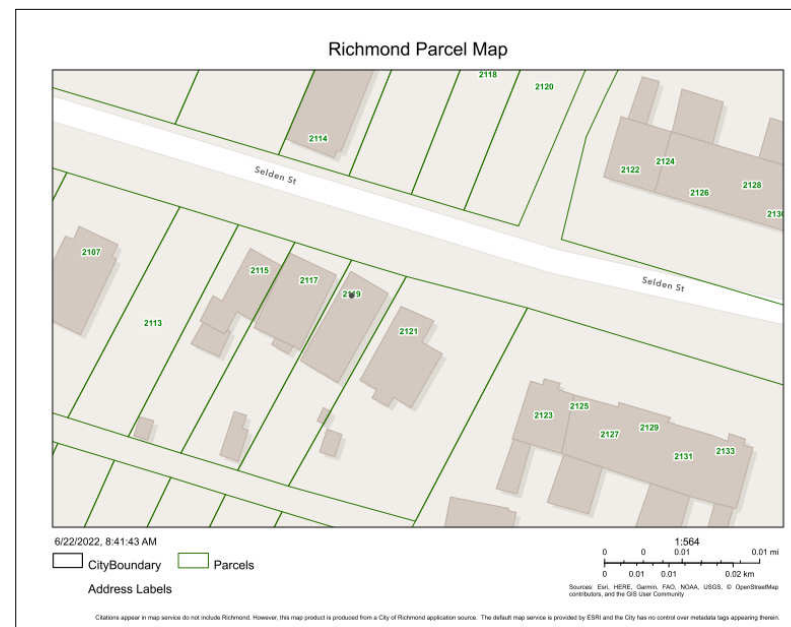 Richmond Parcel Map
2118
2120
2114
2122
2124
2126
2128
2130
Selden St
Selden St
2107
2115
2117
2119
2113
2121
2123
2125
2127
2129
2131
2133
6/22/2022, 8:41:43 AM
CityBoundary
Parcels
Address Labels
1:564
0 0 0.01 0.01 mi
0 0.01 0.01 0.02 km
Sources: Esri, HERE, Garmin, FAO, NOAA, USGS, © OpenStreetMap
contributors, and the GIS User Community
Citations appear in map service do not include Richmond. However, this map product is produced from a City of Richmond application source. The default map service is provided by ESRI and the City has no control over metadata tags appearing therein.